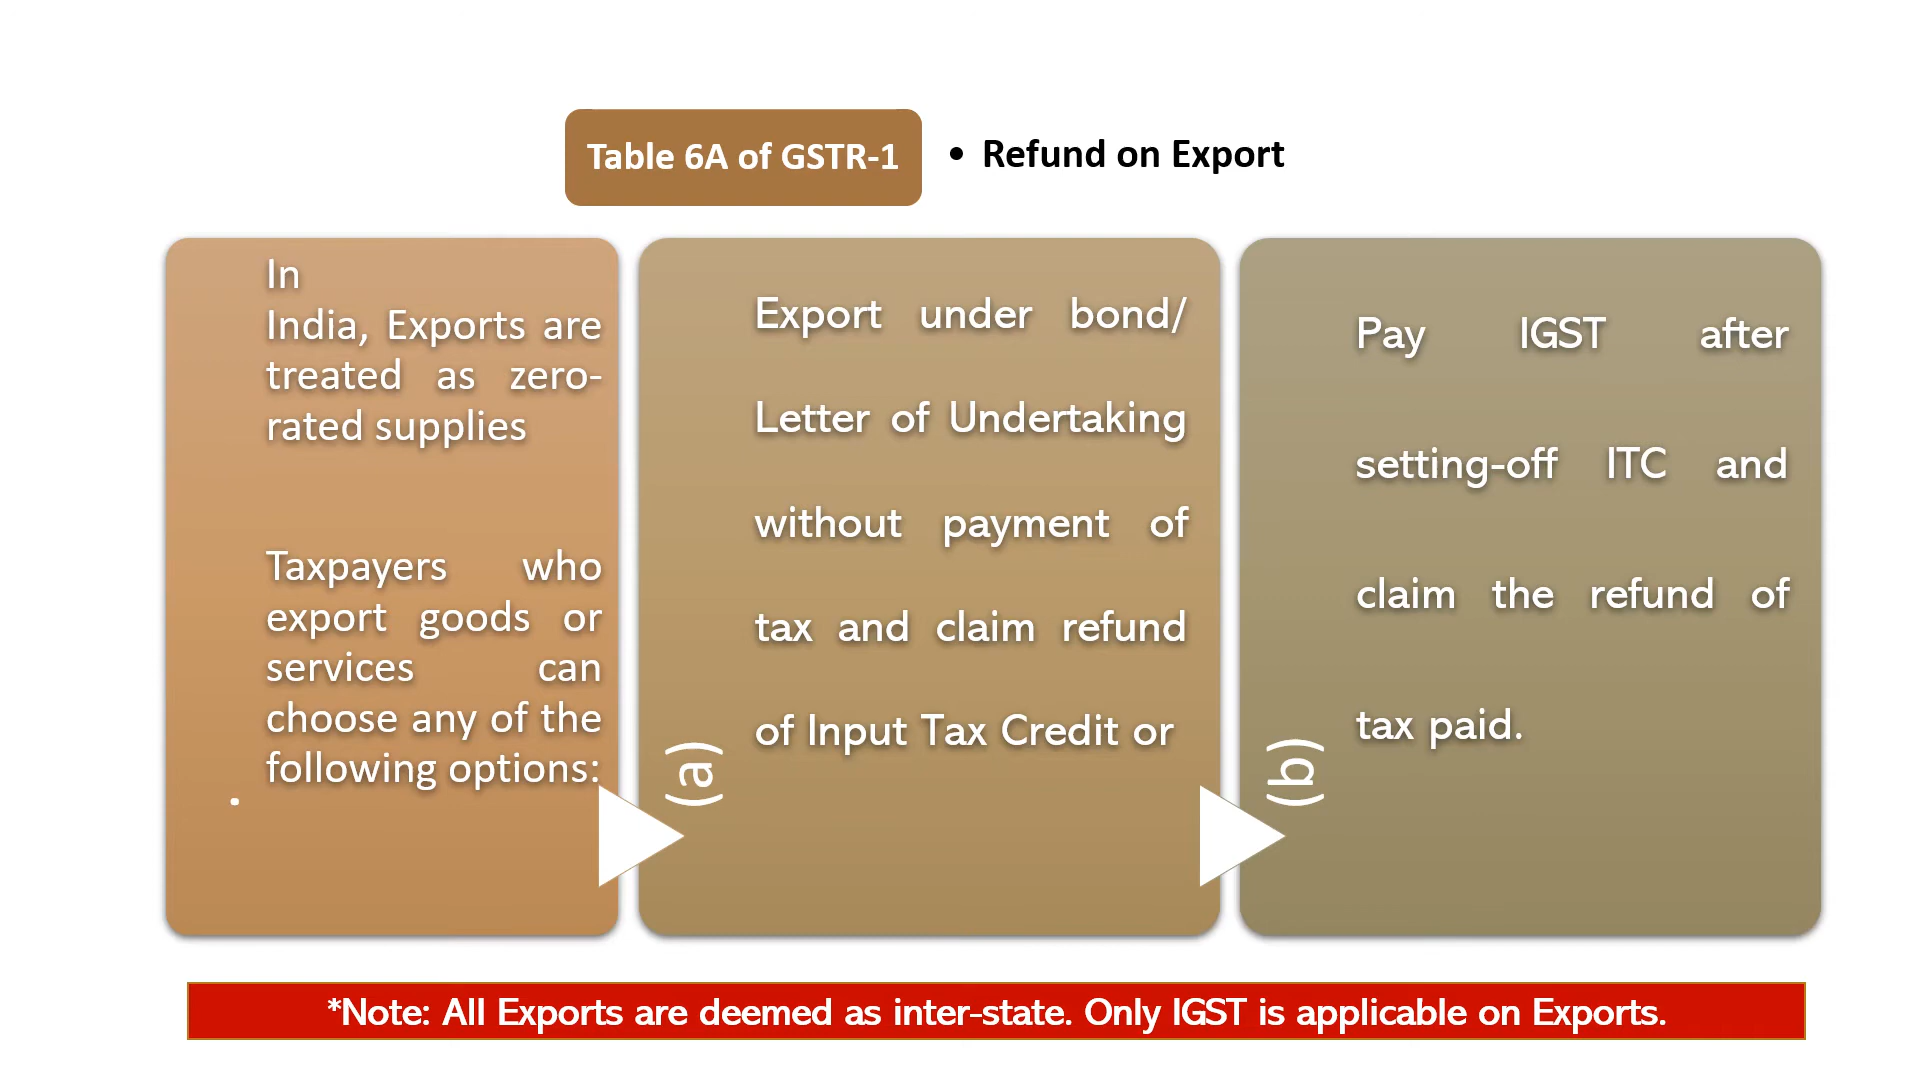 Table 6A of GSTR-1
• Refund on Export
In
India, Exports are
treated as zero-
rated supplies
Taxpayers who
export goods or
services can
choose any of the
following options:
.
(a)
Export under bond/
Letter of Undertaking
without payment of
tax and claim refund
of Input Tax Credit or
(b)
Pay IGST after
setting-off ITC and
claim the refund of
tax paid.
*Note: All Exports are deemed as inter-state. Only IGST is applicable on Exports.